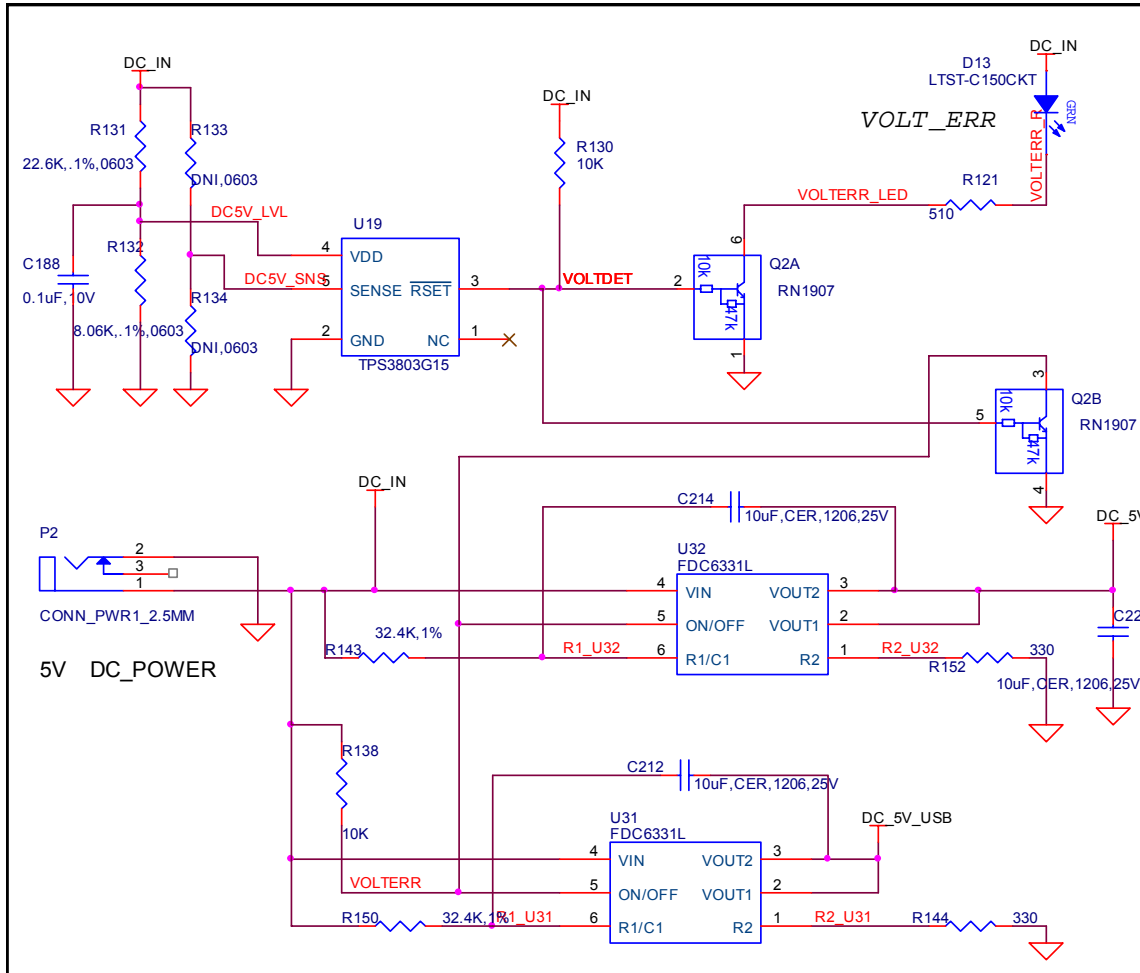 DC_IN
R131
22.6K,.1%,0603
R133
DNI,0603
DC5V_LVL
R132
C188
0.1uF,10V
8.06K,.1%,0603
DC5V_SNS
R134
DNI,0603
U19
4 VDD
5 SENSE RSET 3
2 GND NC 1
TPS3803G15
DC_IN
R130
10K
VOLTDET
VOLT_ERR
DC_IN
D13
LTST-C150CKT
GRN
VOLTERR_R
VOLTERR_LED
R121
510
6
2
10k
47k
1
Q2A
RN1907
3
5
10k
47k
4
Q2B
RN1907
DC_IN
P2
2
3
1
CONN_PWR1_2.5MM
5V DC_POWER
C214
10uF,CER,1206,25V
U32
FDC6331L
4 VIN VOUT2 3
5 ON/OFF VOUT1 2
6 R1/C1 R2 1
R143
32.4K,1%
R1_U32
R2_U32
R152
330
DC_5V
C22
10uF,CER,1206,25V
R138
10K
VOLTERR
C212
10uF,CER,1206,25V
U31
FDC6331L
4 VIN VOUT2 3
5 ON/OFF VOUT1 2
6 R1/C1 R2 1
DC_5V_USB
R150
32.4K,1%
R1_U31
R2_U31
R144
330